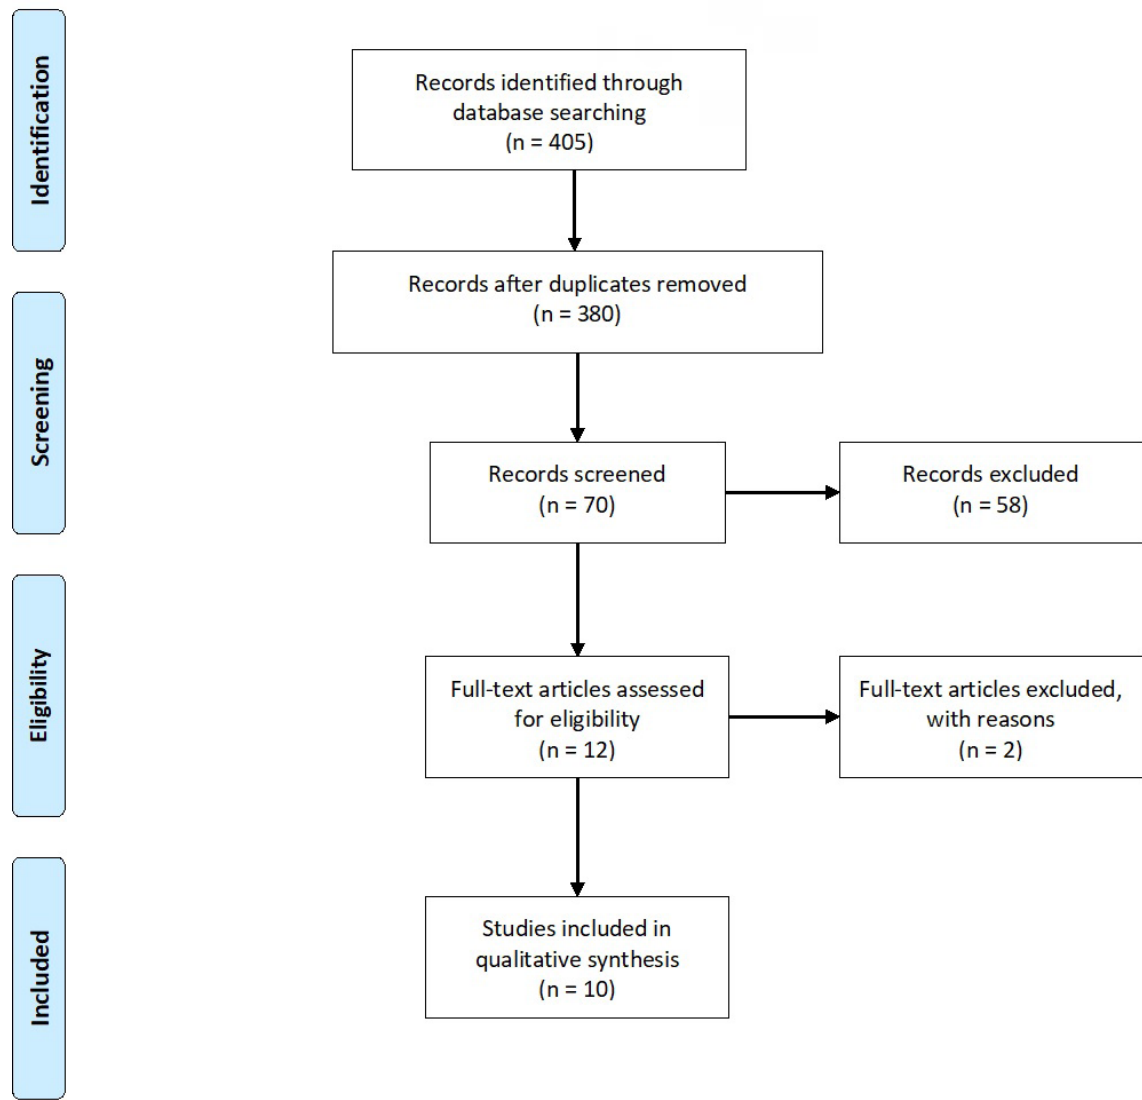 Identification
Records identified through
database searching
(n = 405)
Records after duplicates removed
(n = 380)
Screening
Records screened
(n = 70)
Records excluded
(n = 58)
Eligibility
Full-text articles assessed
for eligibility
(n = 12)
Full-text articles excluded,
with reasons
(n = 2)
Included
Studies included in
qualitative synthesis
(n = 10)